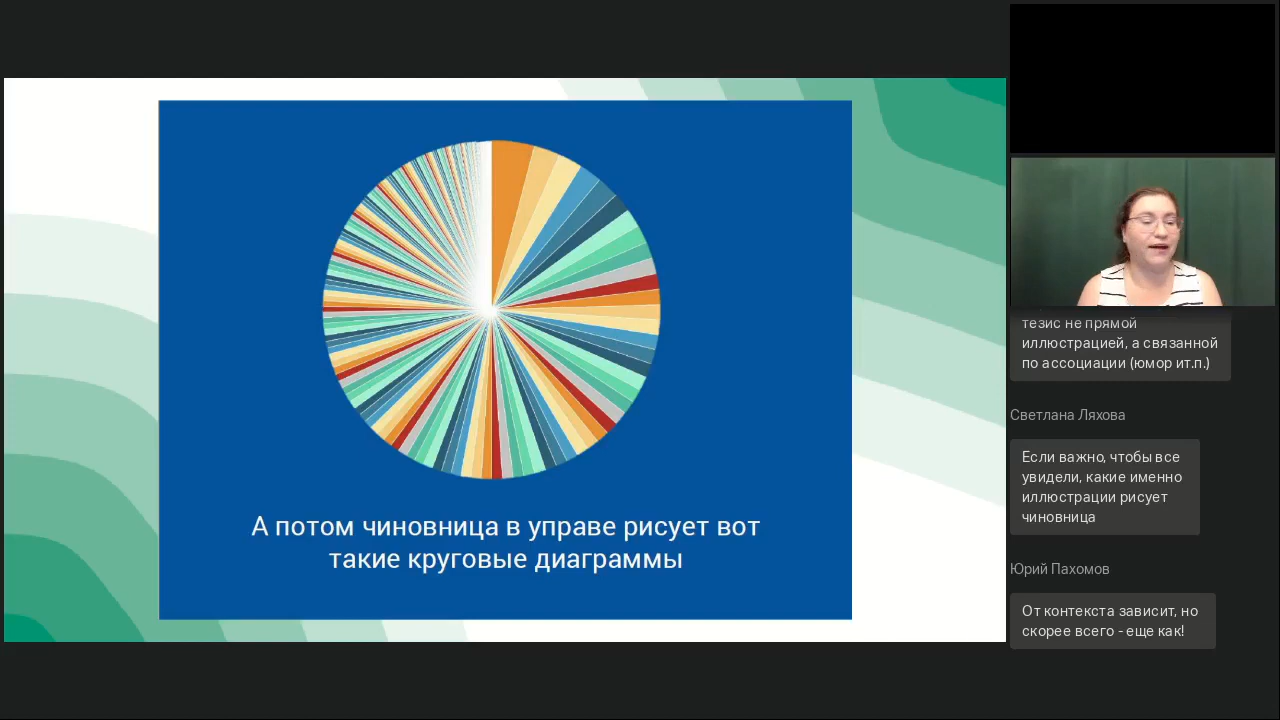 А потом чиновница в управе рисует вот
такие круговые диаграммы
тезис не прямой
иллюстрацией, а связанной
по ассоциации (юмор ит.п.)
Светлана Ляхова
Если важно, чтобы все
увидели, какие именно
иллюстрации рисует
чиновница
Юрий Пахомов
От контекста зависит, но
скорее всего - еще как!